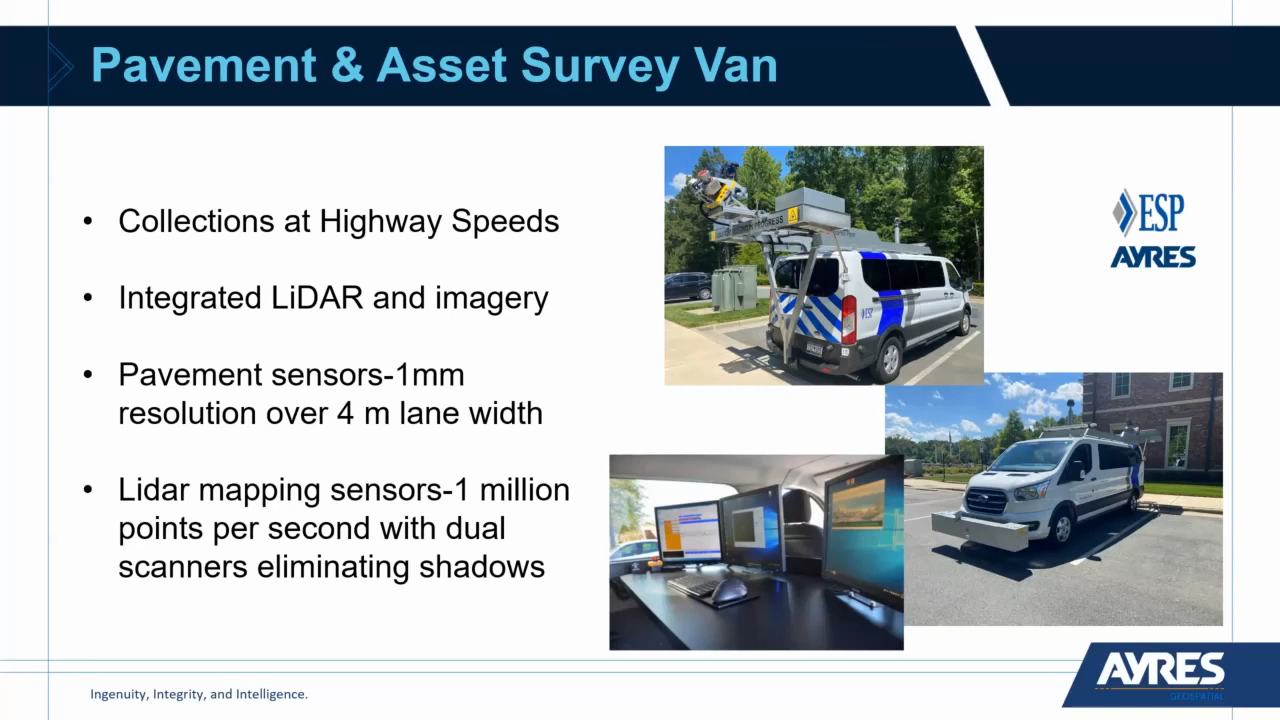 Pavement & Asset Survey Van
• Collections at Highway Speeds
• Integrated LiDAR and imagery
• Pavement sensors-1mm
resolution over 4 m lane width
• Lidar mapping sensors-1 million
points per second with dual
scanners eliminating shadows
ESP
AYRES
ESP
Ingenuity, Integrity, and Intelligence.
AYRES
GEOSPATIAL